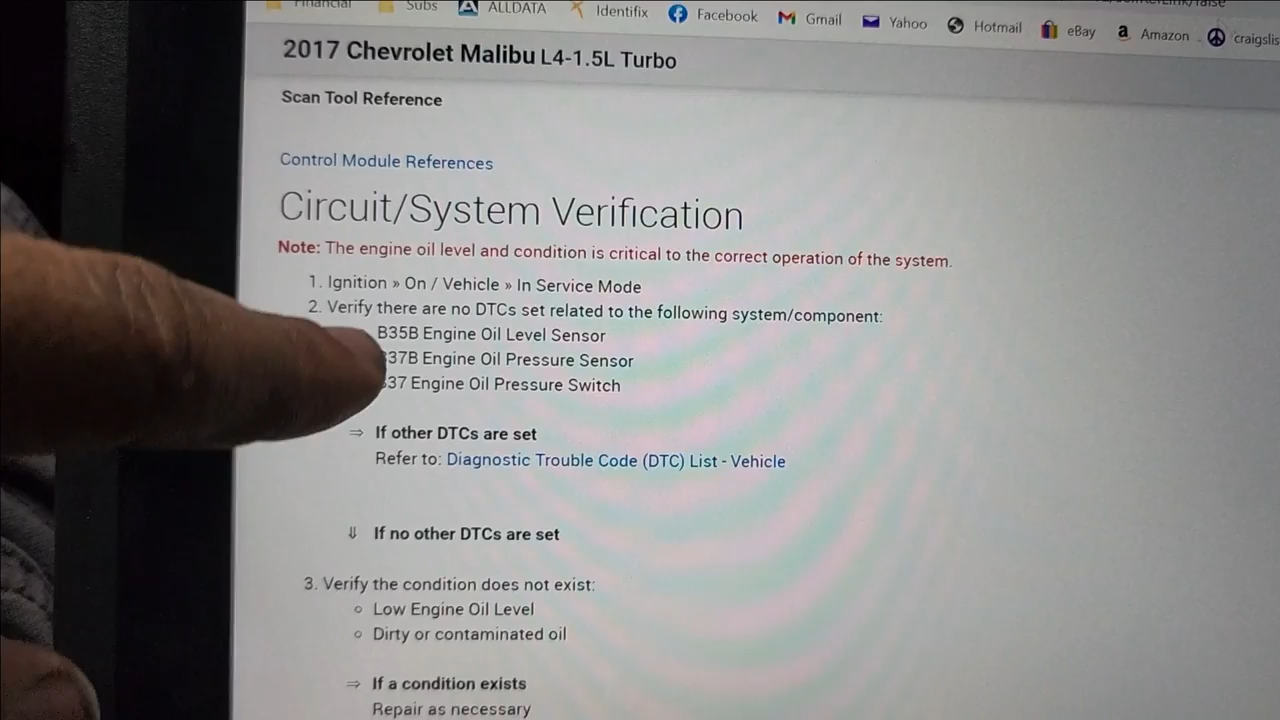 Financial
Subs
ALLDATA
Identifix
Facebook
Gmail
Yahoo
Hotmail
eBay
Amazon
craigslis
2017 Chevrolet Malibu L4-1.5L Turbo
Scan Tool Reference
Control Module References
Circuit/System Verification
Note: The engine oil level and condition is critical to the correct operation of the system.
1. Ignition » On / Vehicle » In Service Mode
2. Verify there are no DTCs set related to the following system/component:
B35B Engine Oil Level Sensor
37B Engine Oil Pressure Sensor
37 Engine Oil Pressure Switch
⇒ If other DTCs are set
Refer to: Diagnostic Trouble Code (DTC) List - Vehicle
⇓ If no other DTCs are set
3. Verify the condition does not exist:
○ Low Engine Oil Level
○ Dirty or contaminated oil
⇒ If a condition exists
Repair as necessary